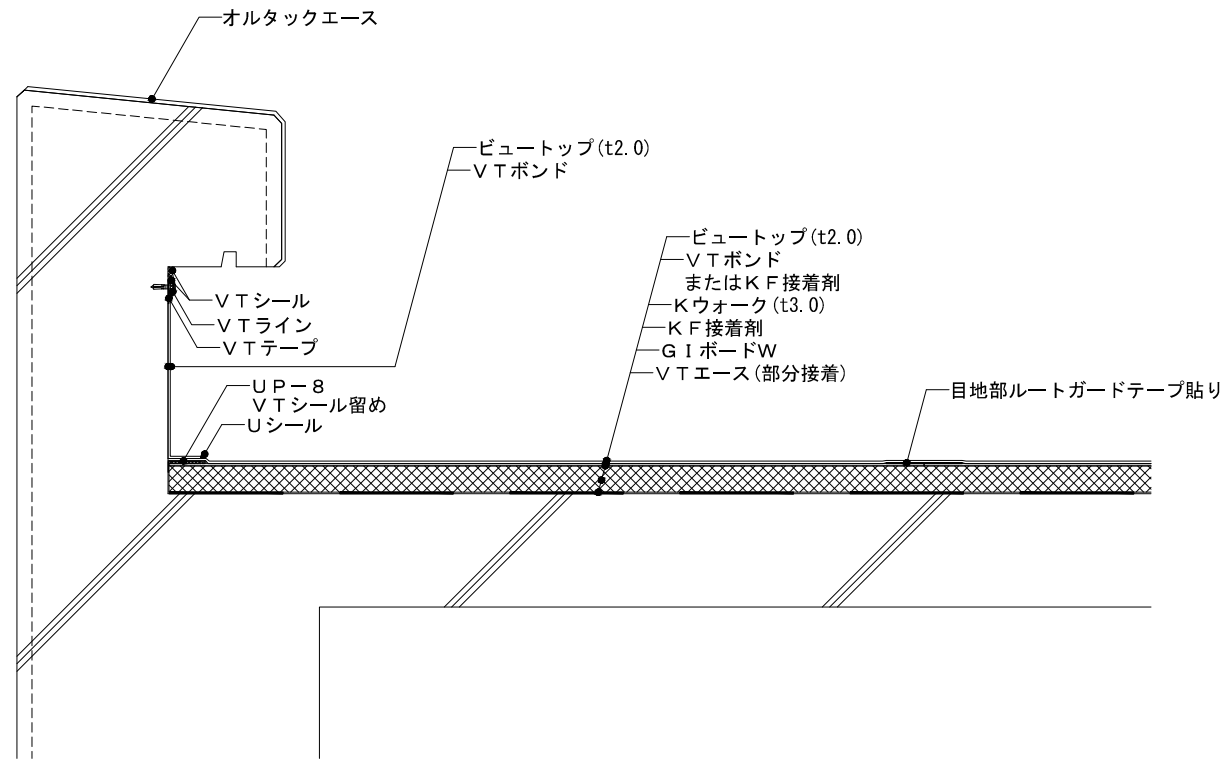 オルタックエース
ビュートップ(t2.0)
ＶＴボンド
ビュートップ(t2.0)
ＶＴボンド
またはＫＦ接着剤
Ｋウォーク(t3.0)
ＫＦ接着剤
ＧＩボードＷ
ＶＴエース(部分接着)
ＶＴシール
ＶＴライン
ＶＴテープ
ＵＰ－８
ＶＴシール留め
Ｕシール
目地部ルートガードテープ貼り